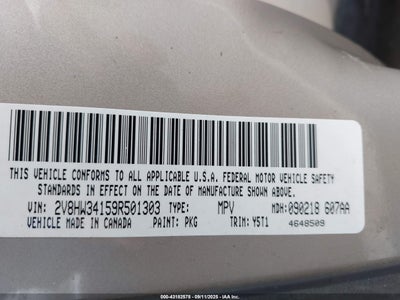 THIS VEHICLE CONFORMS TO ALL APPLICABLE U.S.A. FEDERAL MOTOR VEHICLE SAFETY
STANDARDS IN EFFECT ON THE DATE OF MANUFACTURE SHOWN ABOVE.
VIN: 2V8HW34159R501303 TYPE: MPV MDH:090218 607AA
VEHICLE MADE IN CANADA PAINT: PKG TRIM: Y5T1 4648509
000-43182575 - 09/11/2025 - IAA, Inc.